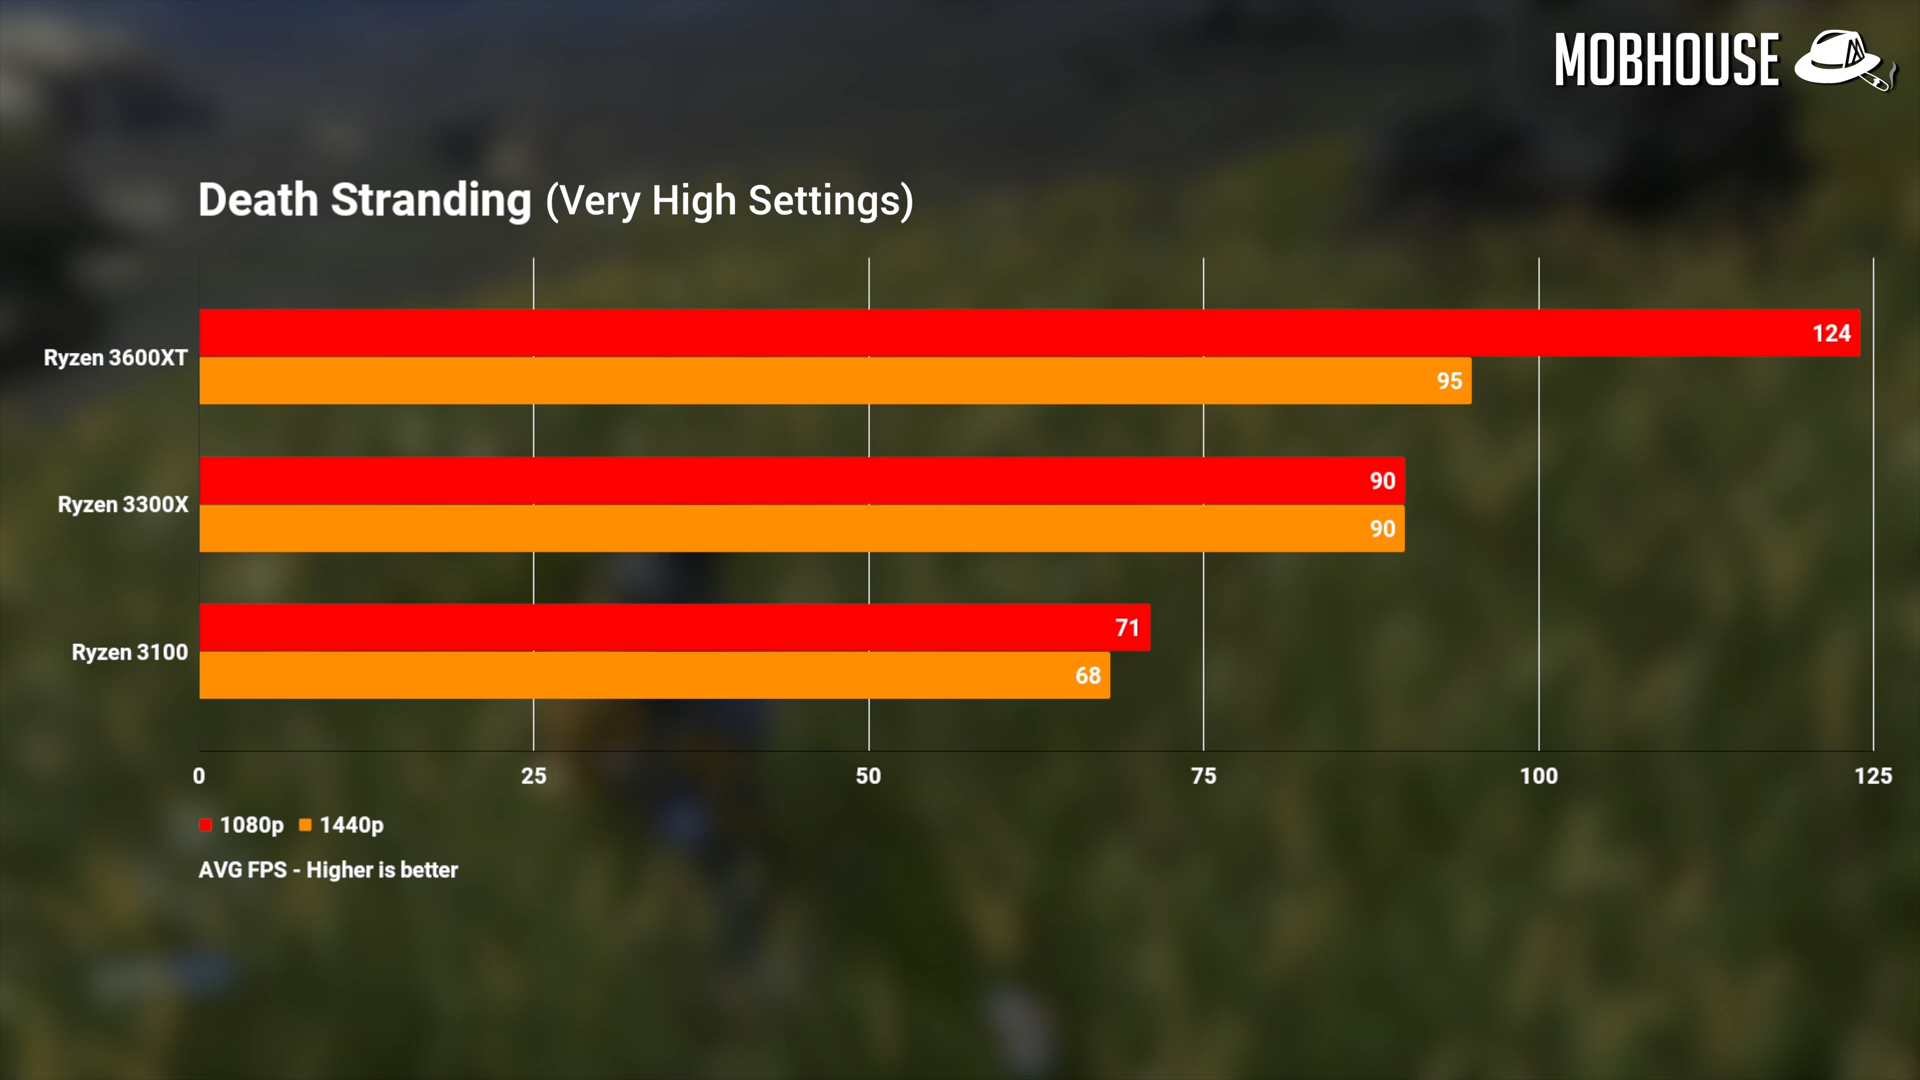 MOBHOUSE
Death Stranding (Very High Settings)
Ryzen 3600XT
124
95
Ryzen 3300X
90
90
Ryzen 3100
71
68
0 25 50 75 100 125
1080p 1440p
AVG FPS - Higher is better